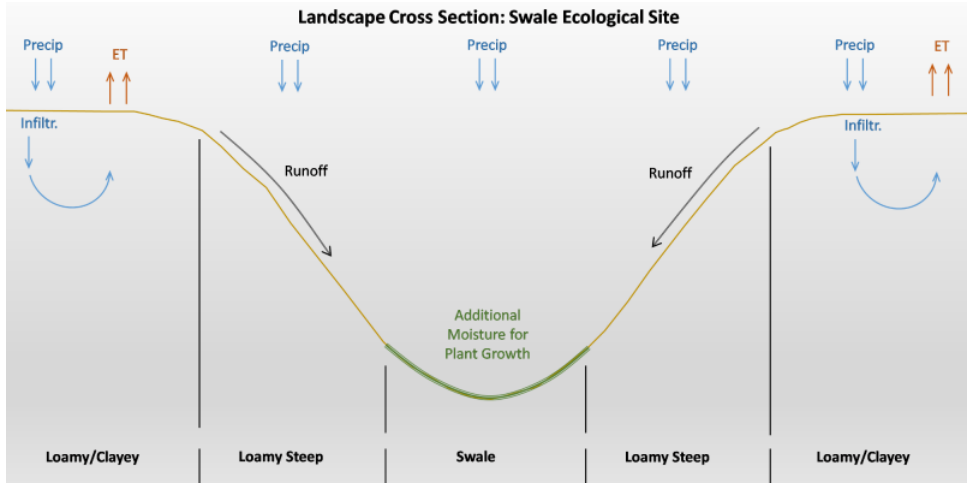 Landscape Cross Section: Swale Ecological Site
Precip
ET
Precip
Precip
Precip
Precip
ET
Infiltr.
Infiltr.
Runoff
Runoff
Additional
Moisture for
Plant Growth
Loamy/Clayey
Loamy Steep
Swale
Loamy Steep
Loamy/Clayey